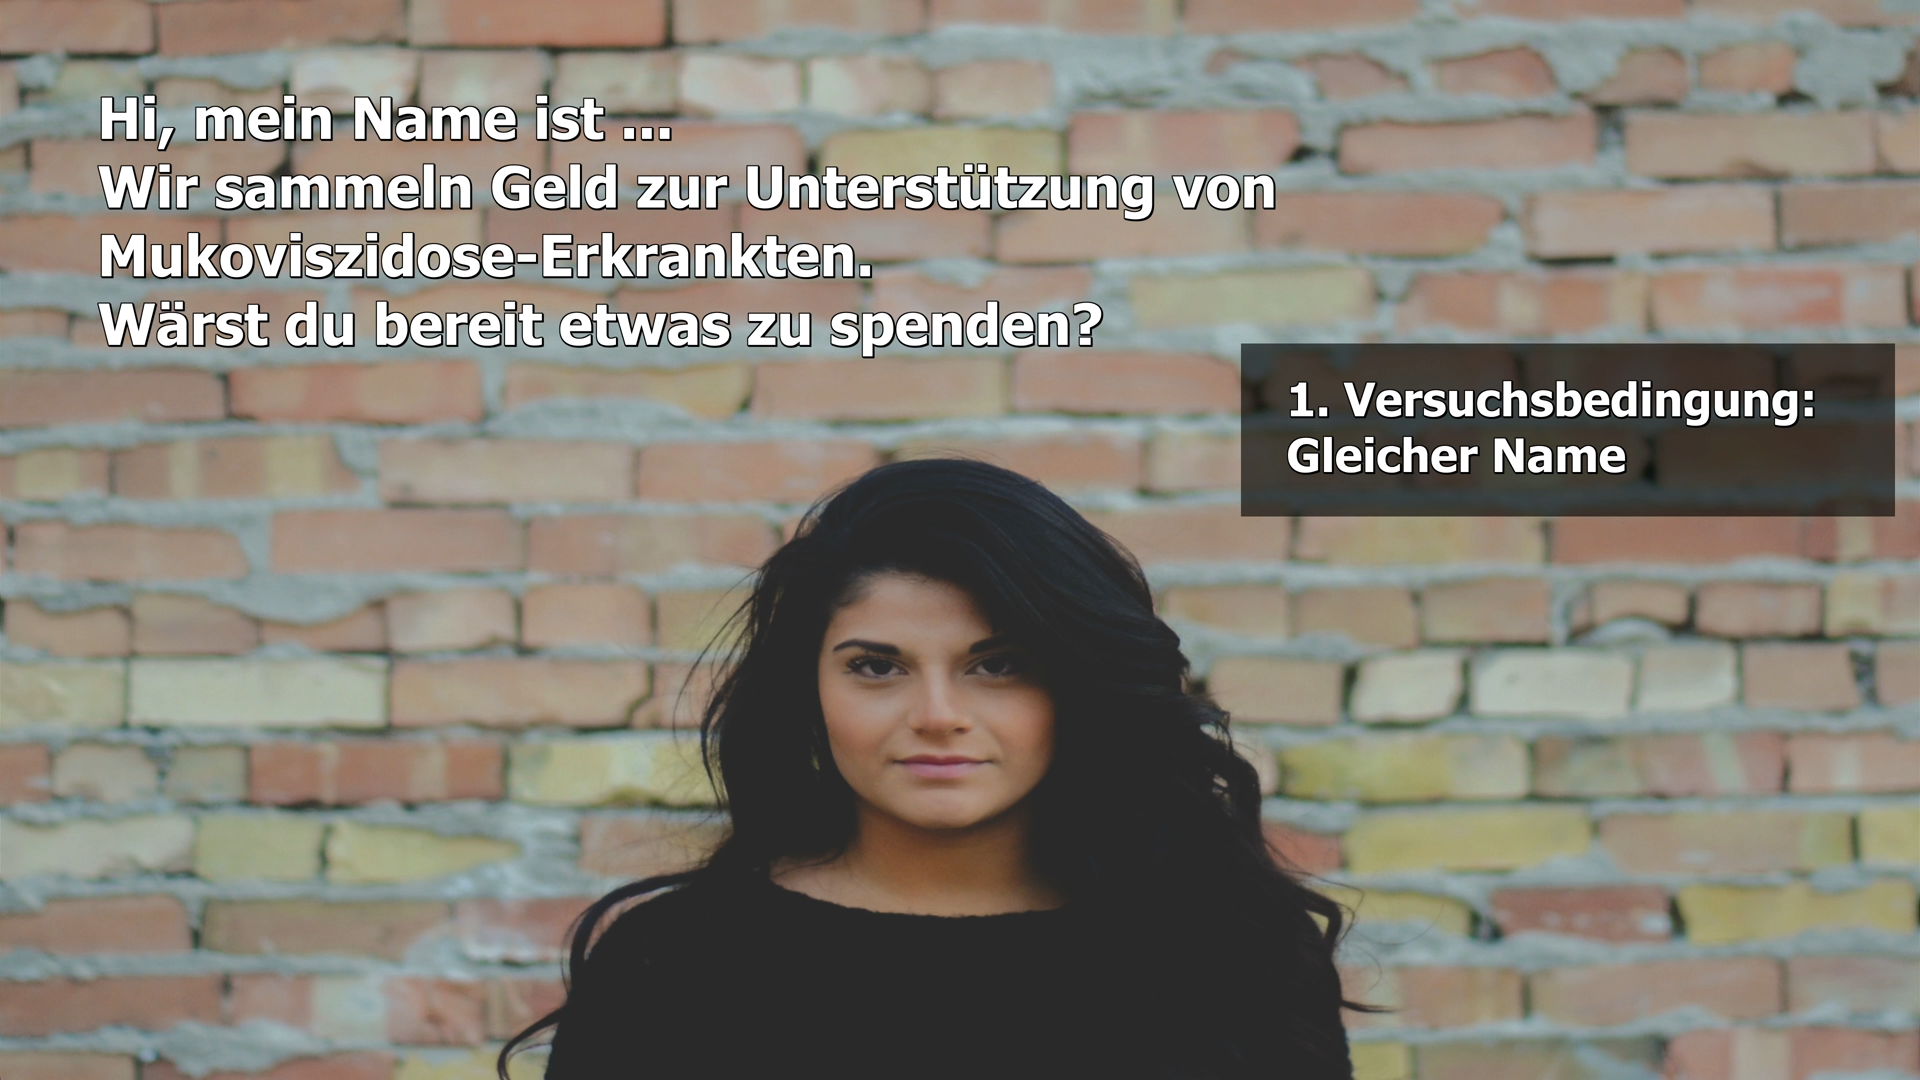 Hi, mein Name ist ...
Wir sammeln Geld zur Unterstützung von
Mukoviszidose-Erkrankten.
Wärst du bereit etwas zu spenden?
1. Versuchsbedingung:
Gleicher Name